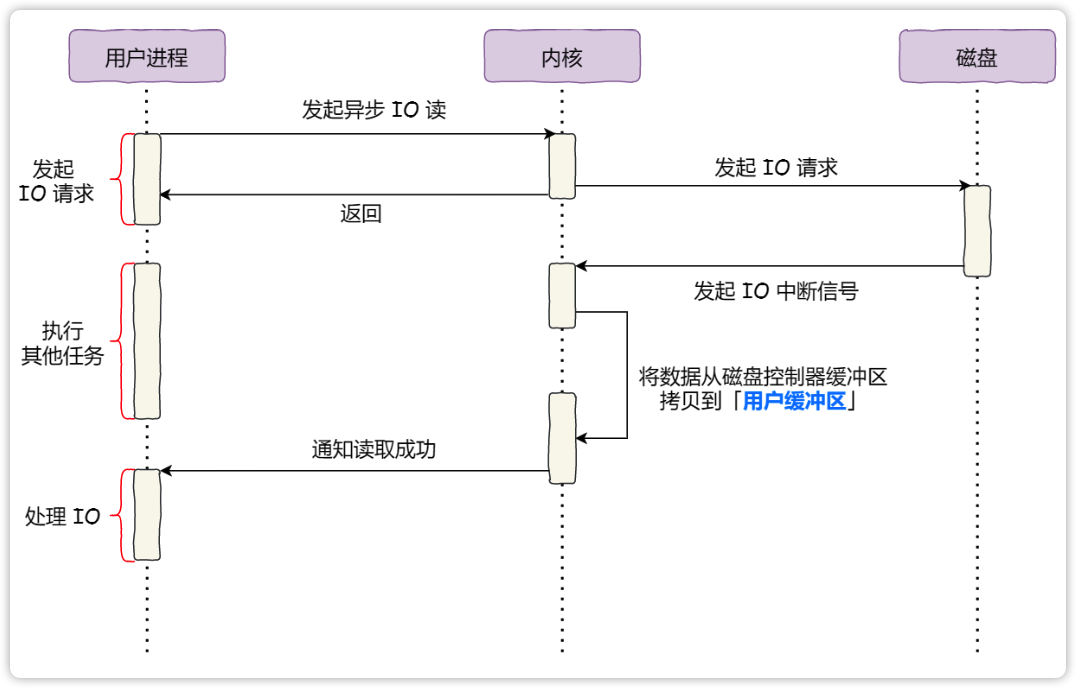 用户进程
内核
磁盘
发起异步 IO 读
发起 IO 请求
发起
IO 请求
返回
发起 IO 中断信号
执行
其他任务
将数据从磁盘控制器缓冲区
拷贝到「用户缓冲区」
通知读取成功
处理 IO